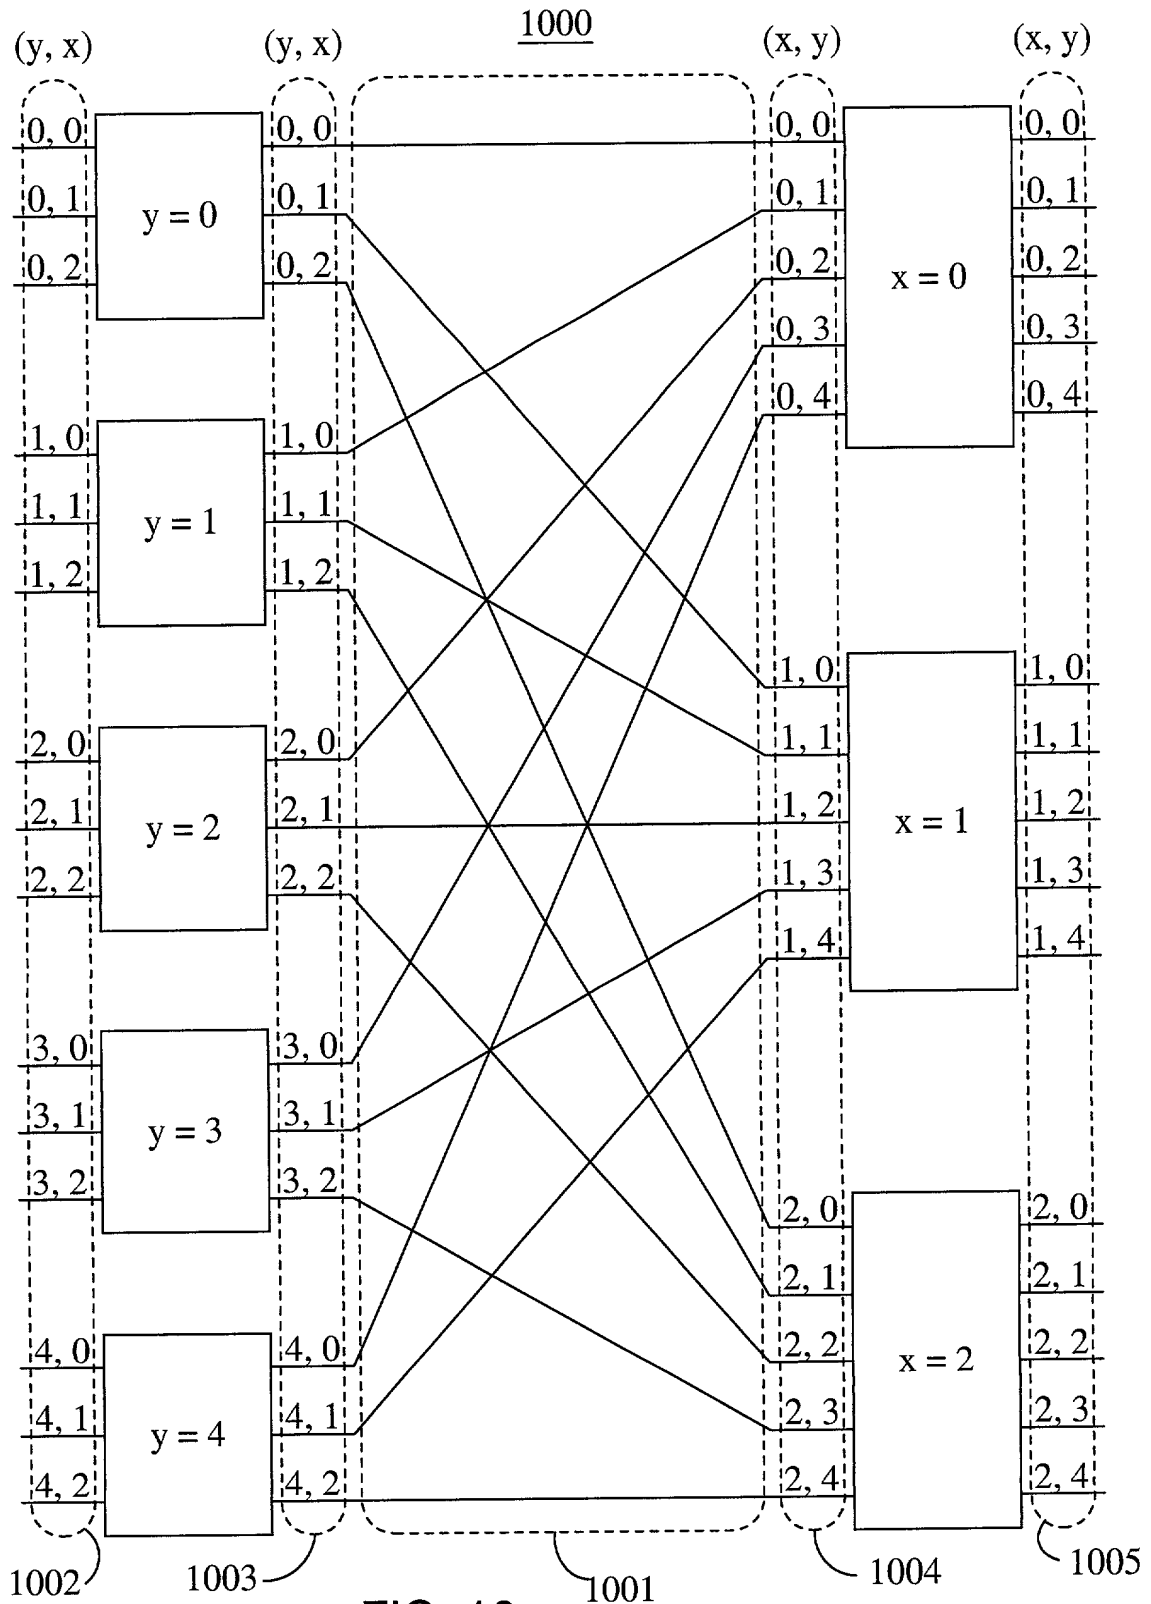 1000
(y, x) (y, x) (x, y) (x, y)
0, 0 0, 0 0, 0 0, 0
0, 1 0, 1 0, 1 0, 1
y = 0
0, 2 0, 2 0, 2 0, 2
x = 0
0, 3 0, 3
0, 4 0, 4
1, 0 1, 0
1, 1 1, 1
y = 1
1, 2 1, 2
1, 0 1, 0
2, 0 2, 0 1, 1 1, 1
2, 1 2, 1 1, 2 1, 2
y = 2 x = 1
2, 2 2, 2 1, 3 1, 3
1, 4 1, 4
3, 0 3, 0
3, 1 3, 1
y = 3
3, 2 3, 2
2, 0 2, 0
2, 1 2, 1
4, 0 4, 0 2, 2 2, 2
x = 2
4, 1 4, 1 2, 3 2, 3
y = 4
4, 2 4, 2 2, 4 2, 4
1002 1003 1001 1004 1005